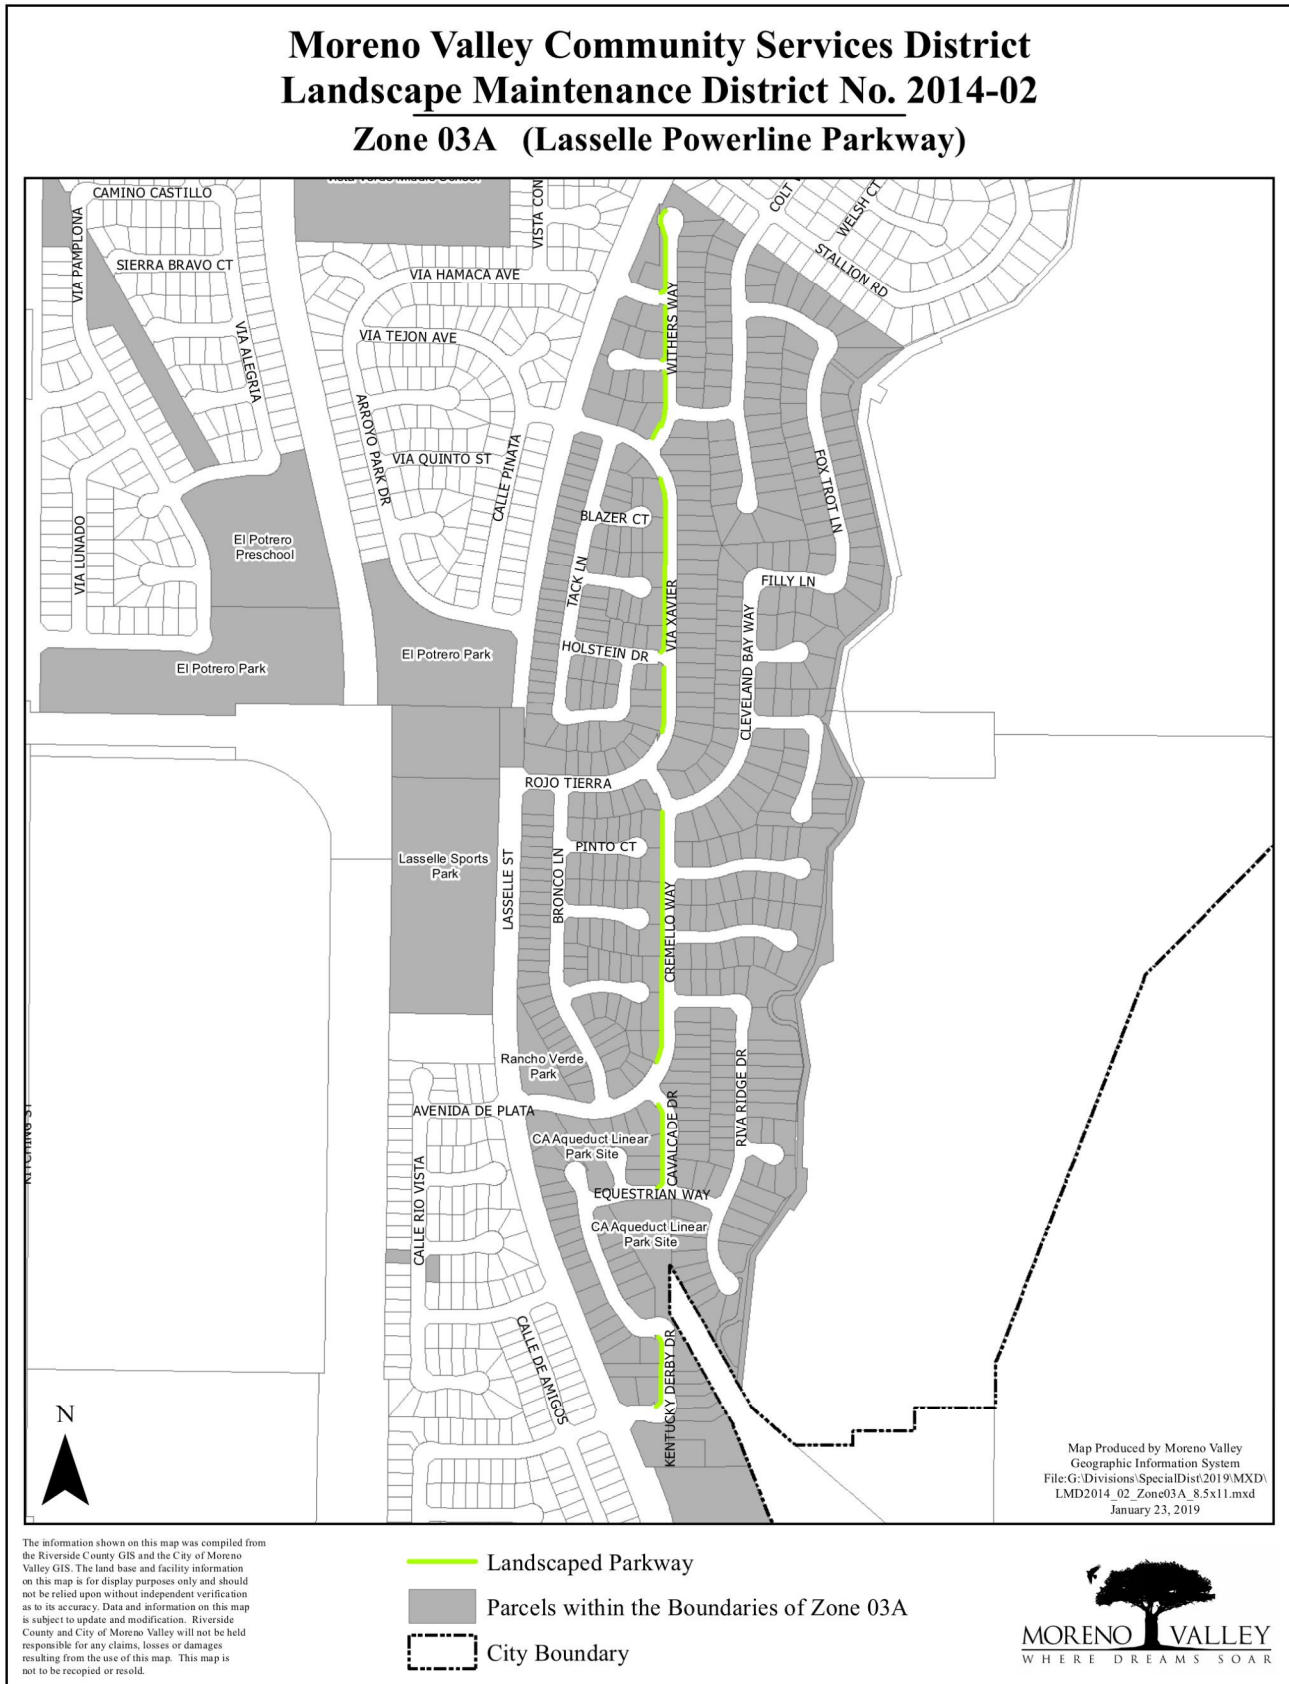 Moreno Valley Community Services District
Landscape Maintenance District No. 2014-02
Zone 03A (Lasselle Powerline Parkway)
Vista Verde Middle School
CAMINO CASTILLO
VIA PAMPLONA
SIERRA BRAVO CT
VIA ALEGRIA
VISTA CON
VIA HAMACA AVE
VIA TEJON AVE
ARROYO PARK DR
VIA QUINTO ST
CALLE PINATA
COLT
WELSH CT
STALLION RD
WITHERS WAY
FOX TROT LN
VIA LUNADO
El Potrero
Preschool
BLAZER CT
TACK LN
VIA XAVIER
FILLY LN
CLEVELAND BAY WAY
HOLSTEIN DR
El Potrero Park
El Potrero Park
ROJO TIERRA
LASSELLE ST
BRONCO LN
PINTO CT
Lasselle Sports
Park
CREMELLO WAY
Rancho Verde
Park
AVENIDA DE PLATA
CAVALCADE DR
RIVA RIDGE DR
KITCHING ST
CA Aqueduct Linear
Park Site
CALLE RIO VISTA
EQUESTRIAN WAY
CA Aqueduct Linear
Park Site
CALLE DE AMIGOS
KENTUCKY DERBY DR
N
Map Produced by Moreno Valley
Geographic Information System
File:G:\Divisions\SpecialDist\2019\MXD\
LMD2014_02_Zone03A_8.5x11.mxd
January 23, 2019
The information shown on this map was compiled from
the Riverside County GIS and the City of Moreno
Valley GIS. The land base and facility information
on this map is for display purposes only and should
not be relied upon without independent verification
as to its accuracy. Data and information on this map
is subject to update and modification. Riverside
County and City of Moreno Valley will not be held
responsible for any claims, losses or damages
resulting from the use of this map. This map is
not to be recopied or resold.
Landscaped Parkway
Parcels within the Boundaries of Zone 03A
City Boundary
MORENO VALLEY
WHERE DREAMS SOAR